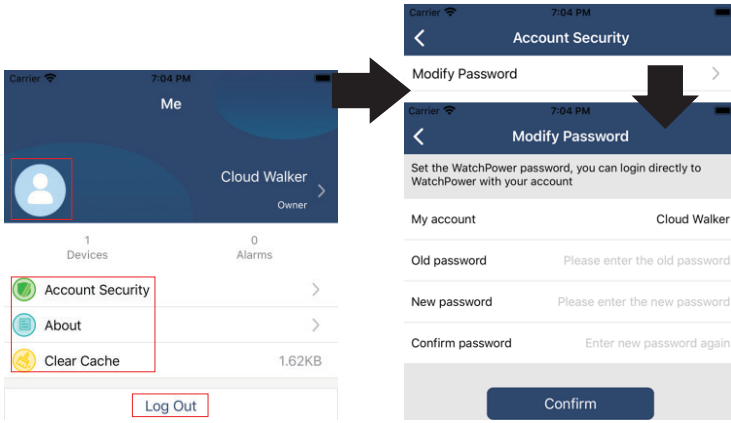 Carrier 7:04 PM
Me
Cloud Walker
Owner
1 0
Devices Alarms
Account Security
About
Clear Cache 1.62KB
Log Out
Carrier 7:04 PM
Account Security
Modify Password
Carrier 7:04 PM
Modify Password
Set the WatchPower password, you can login directly to
WatchPower with your account
My account Cloud Walker
Old password Please enter the old password
New password Please enter the new password
Confirm password Enter new password again
Confirm